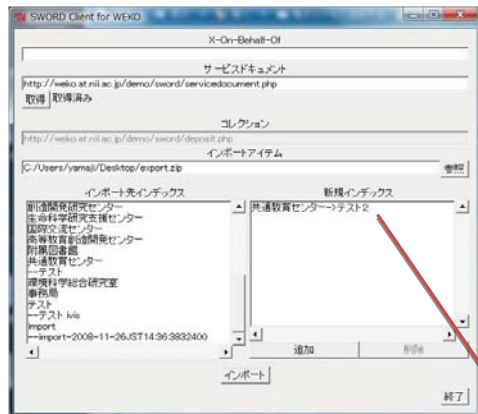 SWORD Client for WEKO
X-On-Behalf-Of
サービスドキュメント
http://weko.at.nii.ac.jp/demo/sword/servicedocument.php
取得 取得済み
コレクション
http://weko.at.nii.ac.jp/demo/sword/deposit.php
インポートアイテム
C:/Users/yamaji/Desktop/export.zip
参照
インポート先インデックス
創造開発研究センター
生命科学研究支援センター
国際交流センター
高等教育創造開発センター
附属図書館
共通教育センター
--テスト
環境科学総合研究室
事務局
テスト
--テスト ivis
import
--import-2008-11-26JST14:36:3832400
新規インデックス
共通教育センター->テスト2
追加
削除
インポート
終了